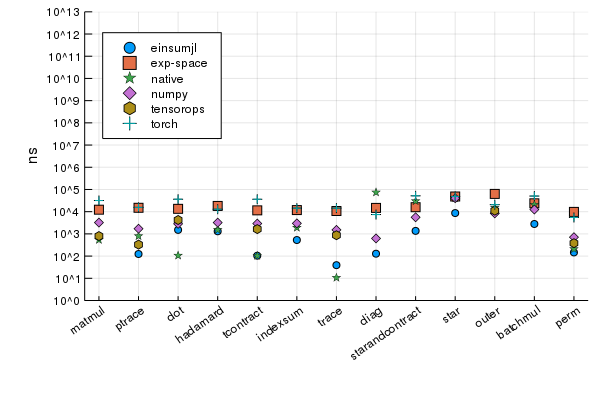 10^13
10^12
10^11
10^10
10^9
10^8
10^7
10^6
10^5
10^4
10^3
10^2
10^1
10^0
ns
einsumjl
exp-space
native
numpy
tensorops
torch
matmul
ptrace
dot
hadamard
tcontract
indexsum
trace
diag
starandcontract
star
outer
batchmul
perm